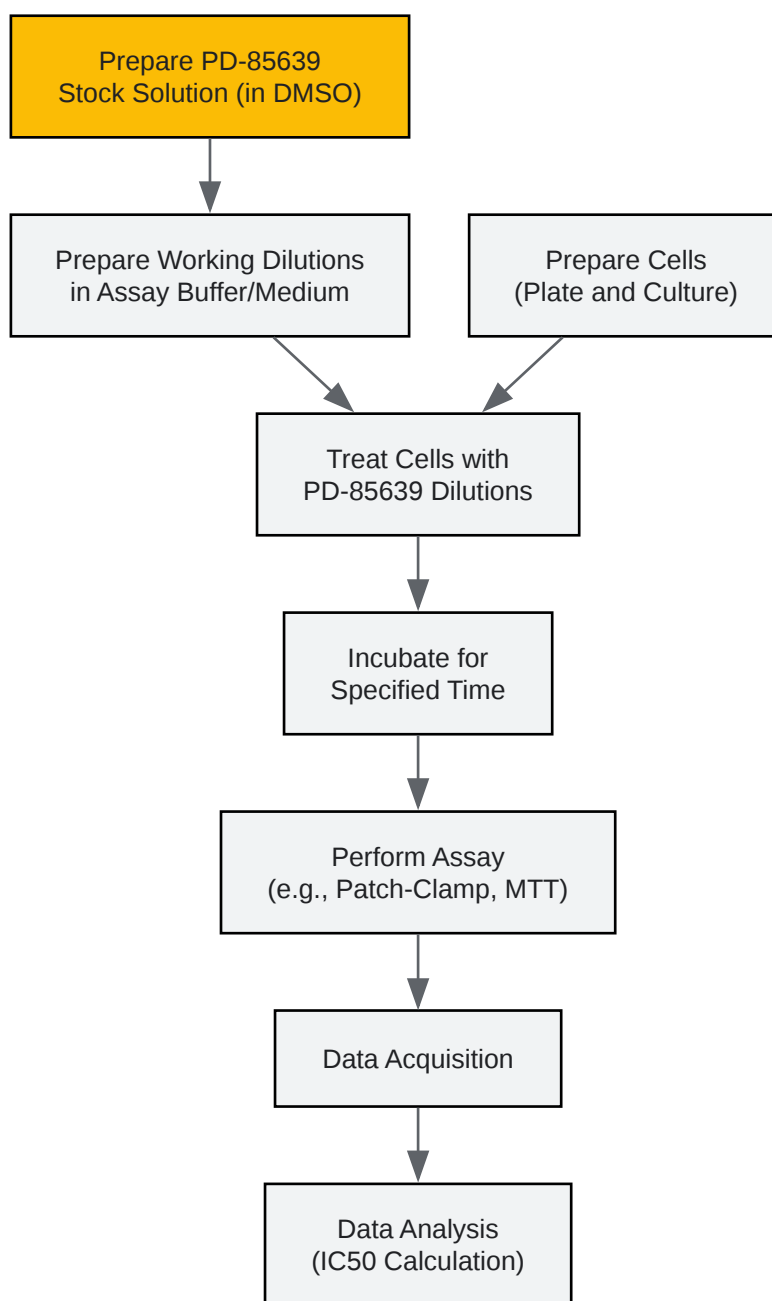 Prepare PD-85639
Stock Solution (in DMSO)
Prepare Working Dilutions
in Assay Buffer/Medium
Prepare Cells
(Plate and Culture)
Treat Cells with
PD-85639 Dilutions
Incubate for
Specified Time
Perform Assay
(e.g., Patch-Clamp, MTT)
Data Acquisition
Data Analysis
(IC50 Calculation)